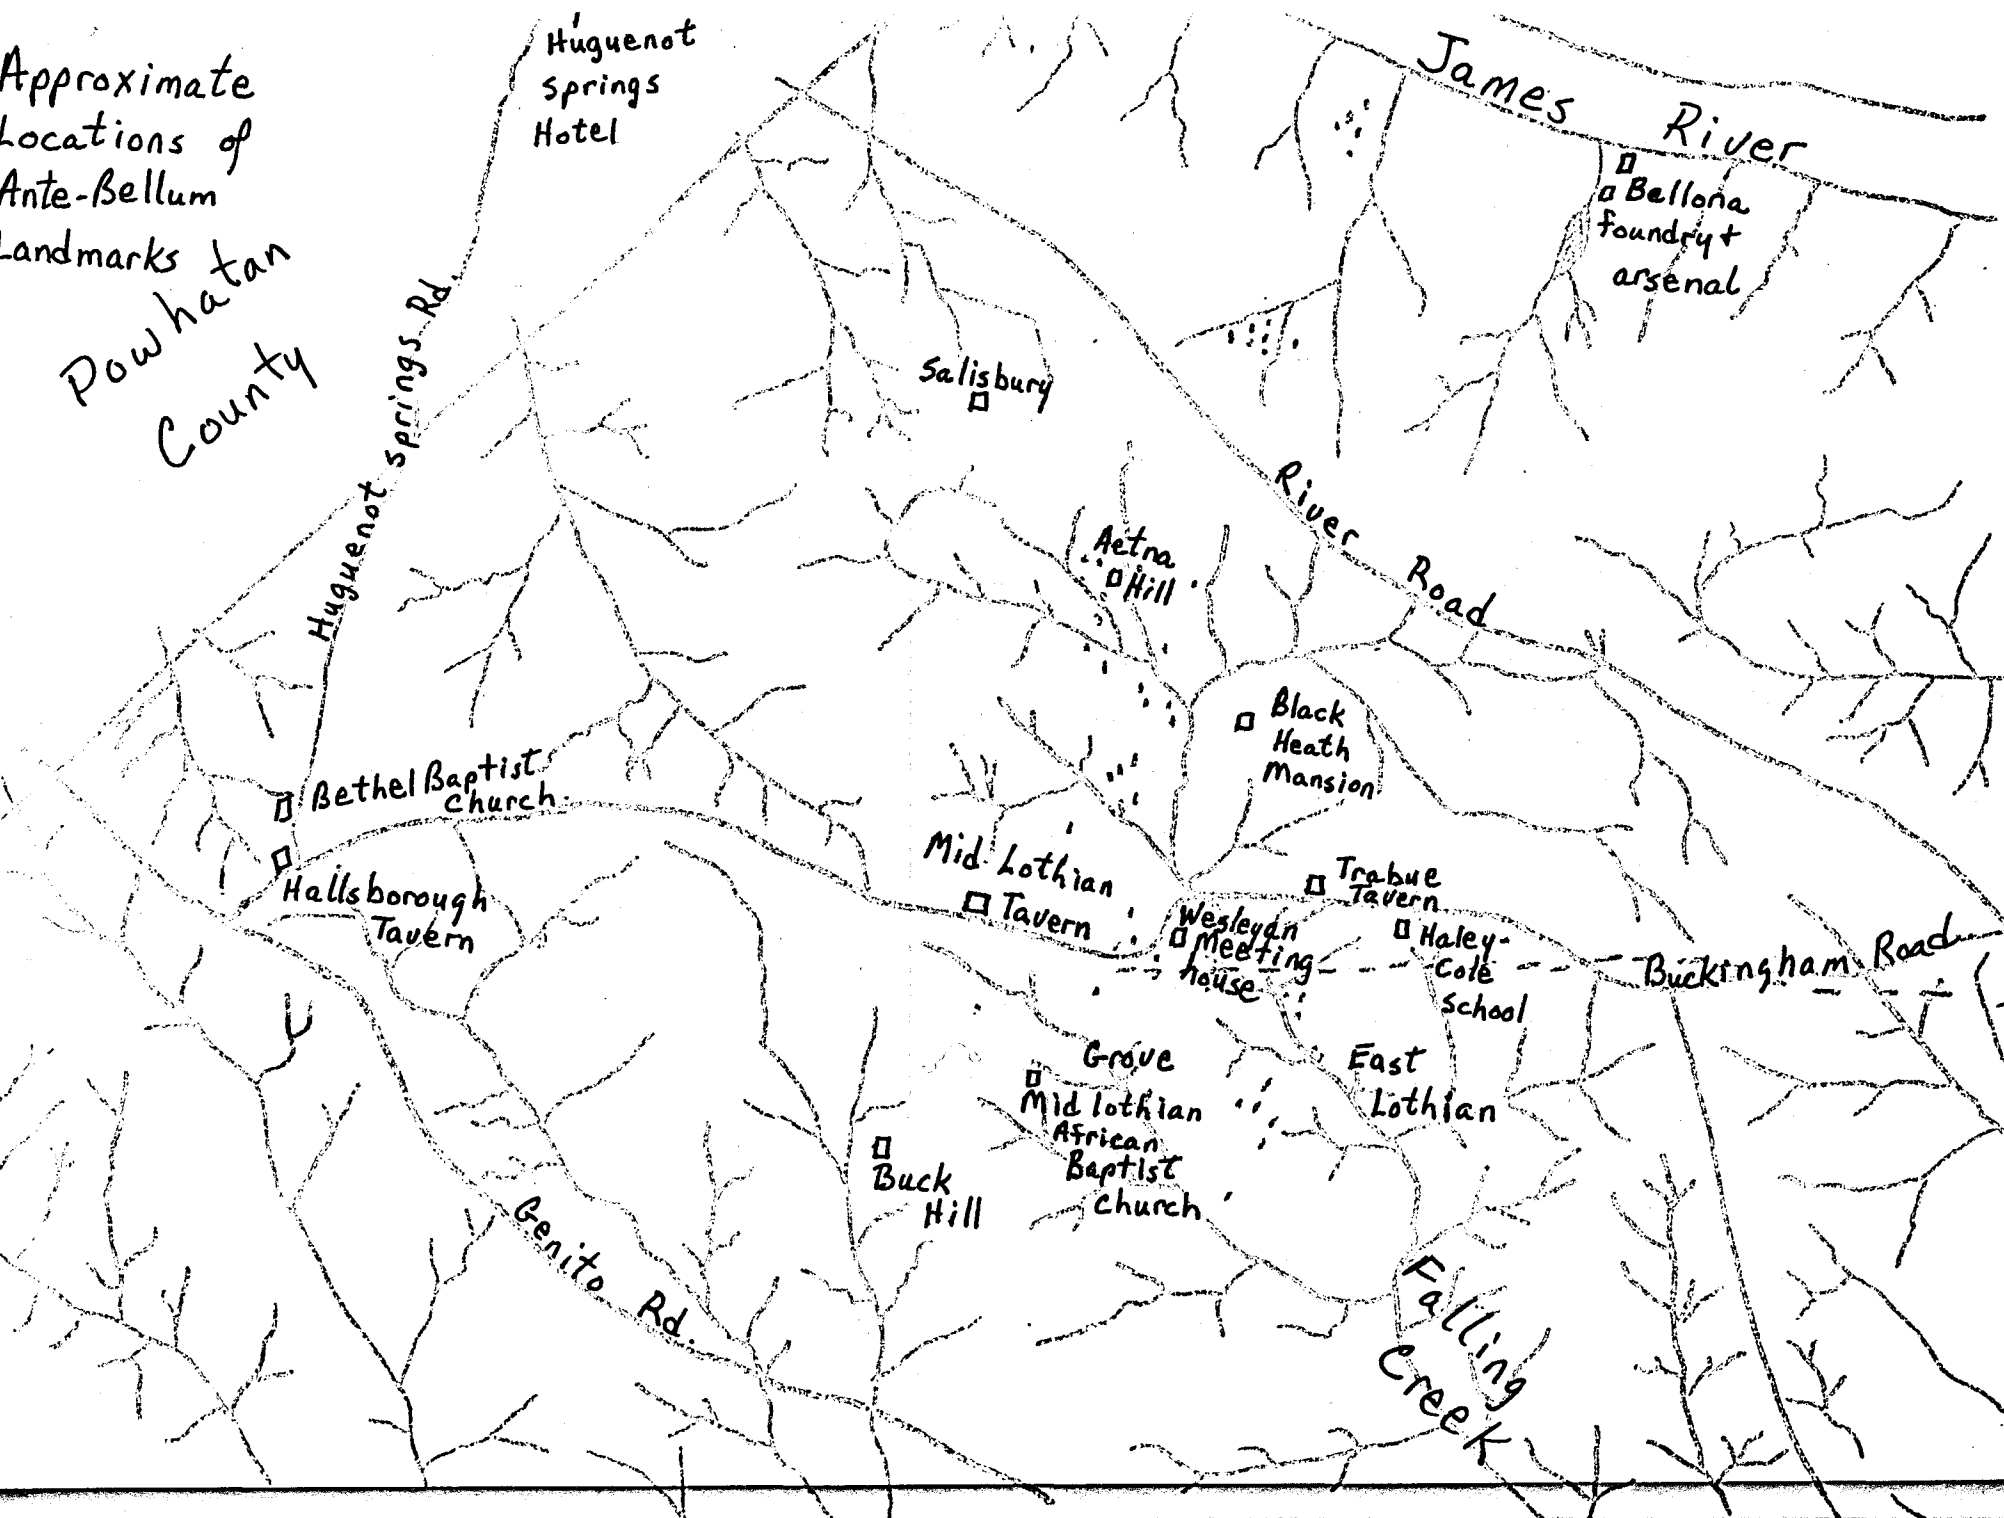 Approximate
Locations of
Ante-Bellum
Landmarks
Powhatan
County
Huguenot
Springs
Hotel
Huguenot Springs Rd.
James River
Bellona
foundry +
arsenal
Salisbury
River Road
Aetna
Hill
Black
Heath
Mansion
Bethel Baptist
Church
Hallsborough
Tavern
Mid-Lothian
Tavern
Trabue
Tavern
Wesleyan
Meeting
house
Haley-
Cole
School
Buckingham Road
Grove
Mid lothian
African
Baptist
Church
East
Lothian
Buck
Hill
Genito Rd.
Falling
Creek